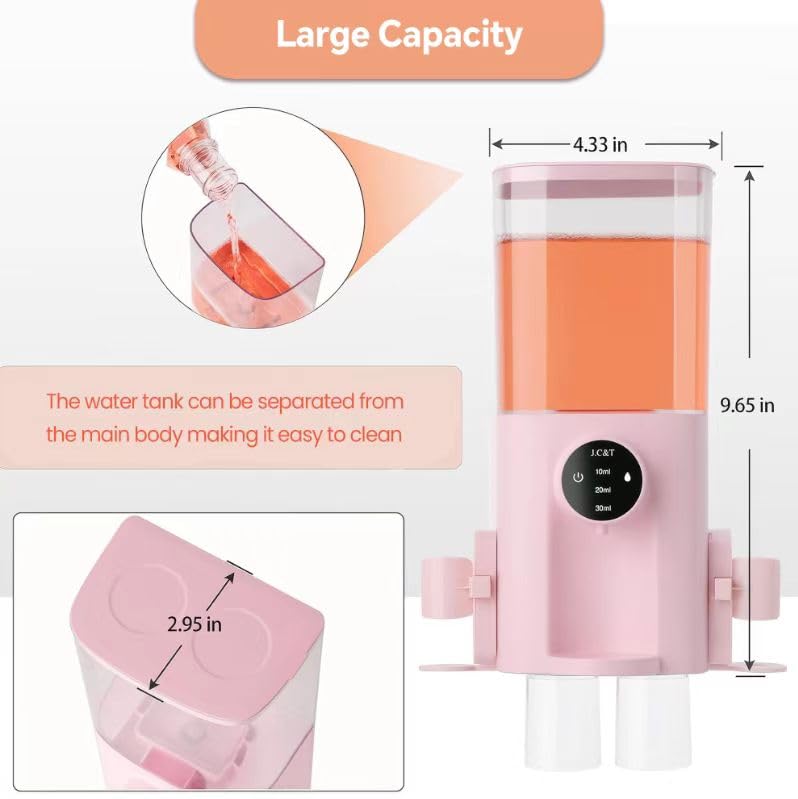 Large Capacity
4.33 in
The water tank can be separated from
the main body making it easy to clean
9.65 in
J.C&T
10ml
20ml
30ml
2.95 in